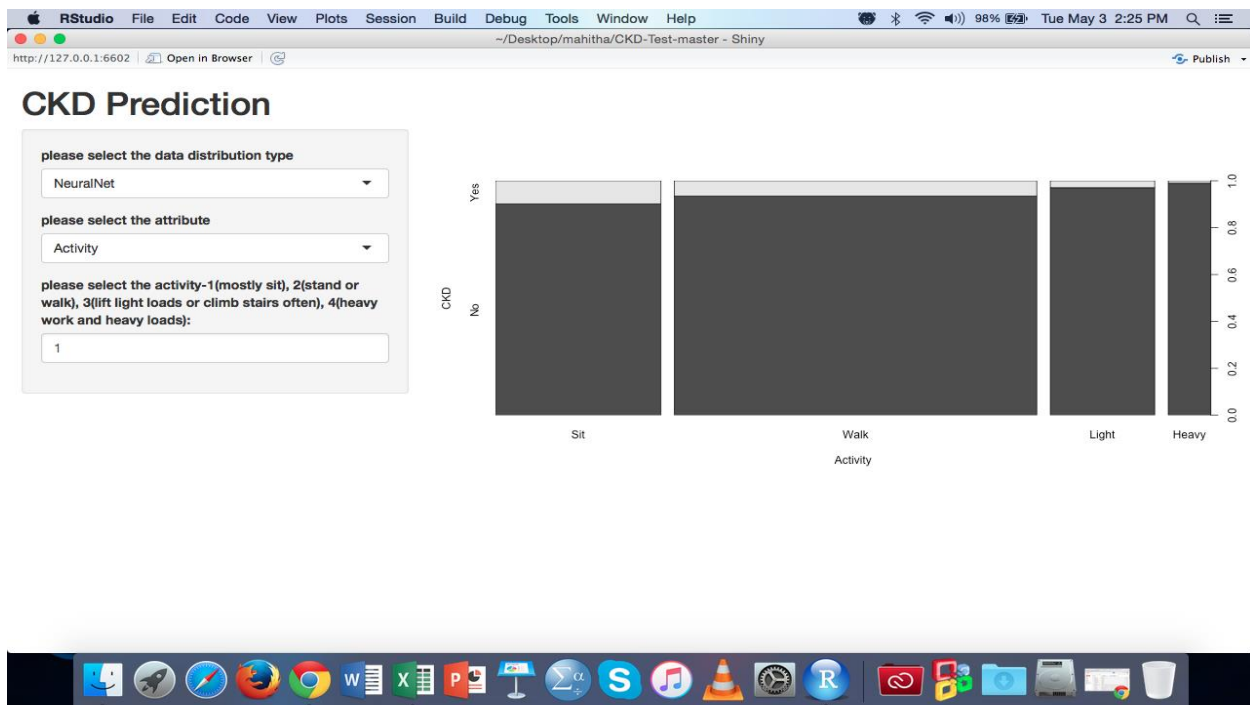 RStudio File Edit Code View Plots Session Build Debug Tools Window Help 98% Tue May 3 2:25 PM
~/Desktop/mahitha/CKD-Test-master - Shiny
http://127.0.0.1:6602 Open in Browser Publish
CKD Prediction
please select the data distribution type
NeuralNet
please select the attribute
Activity
please select the activity-1(mostly sit), 2(stand or
walk), 3(lift light loads or climb stairs often), 4(heavy
work and heavy loads):
1
CKD
Yes
No
1.0
0.8
0.6
0.4
0.2
0.0
Sit Walk Light Heavy
Activity
W X P Σα÷ S R